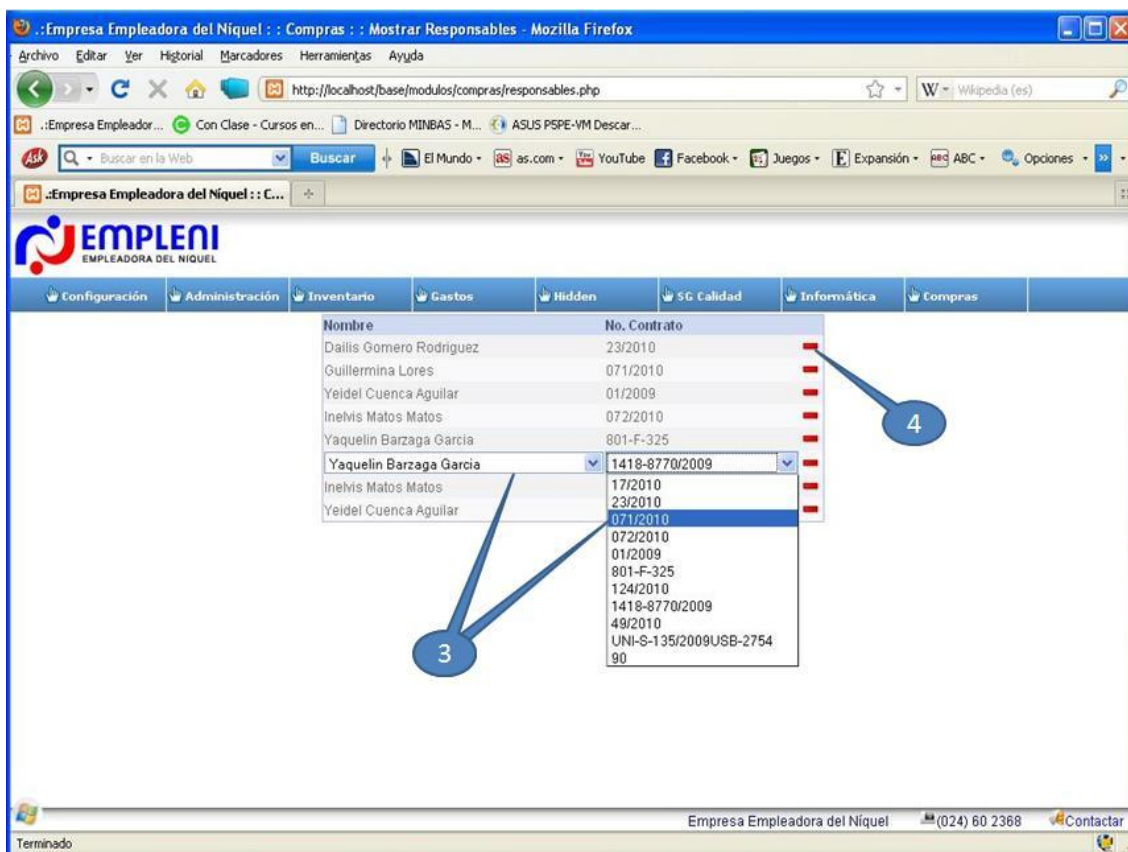 .:Empresa Empleadora del Níquel : : Compras : : Mostrar Responsables - Mozilla Firefox
Archivo Editar Ver Historial Marcadores Herramientas Ayuda
http://localhost/base/modulos/compras/responsables.php W Wikipedia (es)
.:Empresa Empleador... Con Clase - Cursos en... Directorio MINBAS - M... ASUS P5PE-VM Descar...
Ask Buscar en la Web Buscar El Mundo as as.com YouTube Facebook Juegos E Expansión ABC Opciones
.:Empresa Empleadora del Níquel : : C...
EMPLENI
EMPLEADORA DEL NIQUEL
Configuración Administración Inventario Gastos Hidden SG Calidad Informática Compras
Nombre No. Contrato
Dailis Gomero Rodriguez 23/2010
Guillermina Lores 071/2010
Yeidel Cuenca Aguilar 01/2009
Inelvis Matos Matos 072/2010
4
Yaquelin Barzaga Garcia 801-F-325
Yaquelin Barzaga Garcia 1418-8770/2009
Inelvis Matos Matos
Yeidel Cuenca Aguilar
17/2010
23/2010
071/2010
072/2010
01/2009
801-F-325
124/2010
1418-8770/2009
49/2010
UNI-S-135/2009USB-2754
90
3
Empresa Empleadora del Níquel (024) 60 2368 Contactar
Terminado